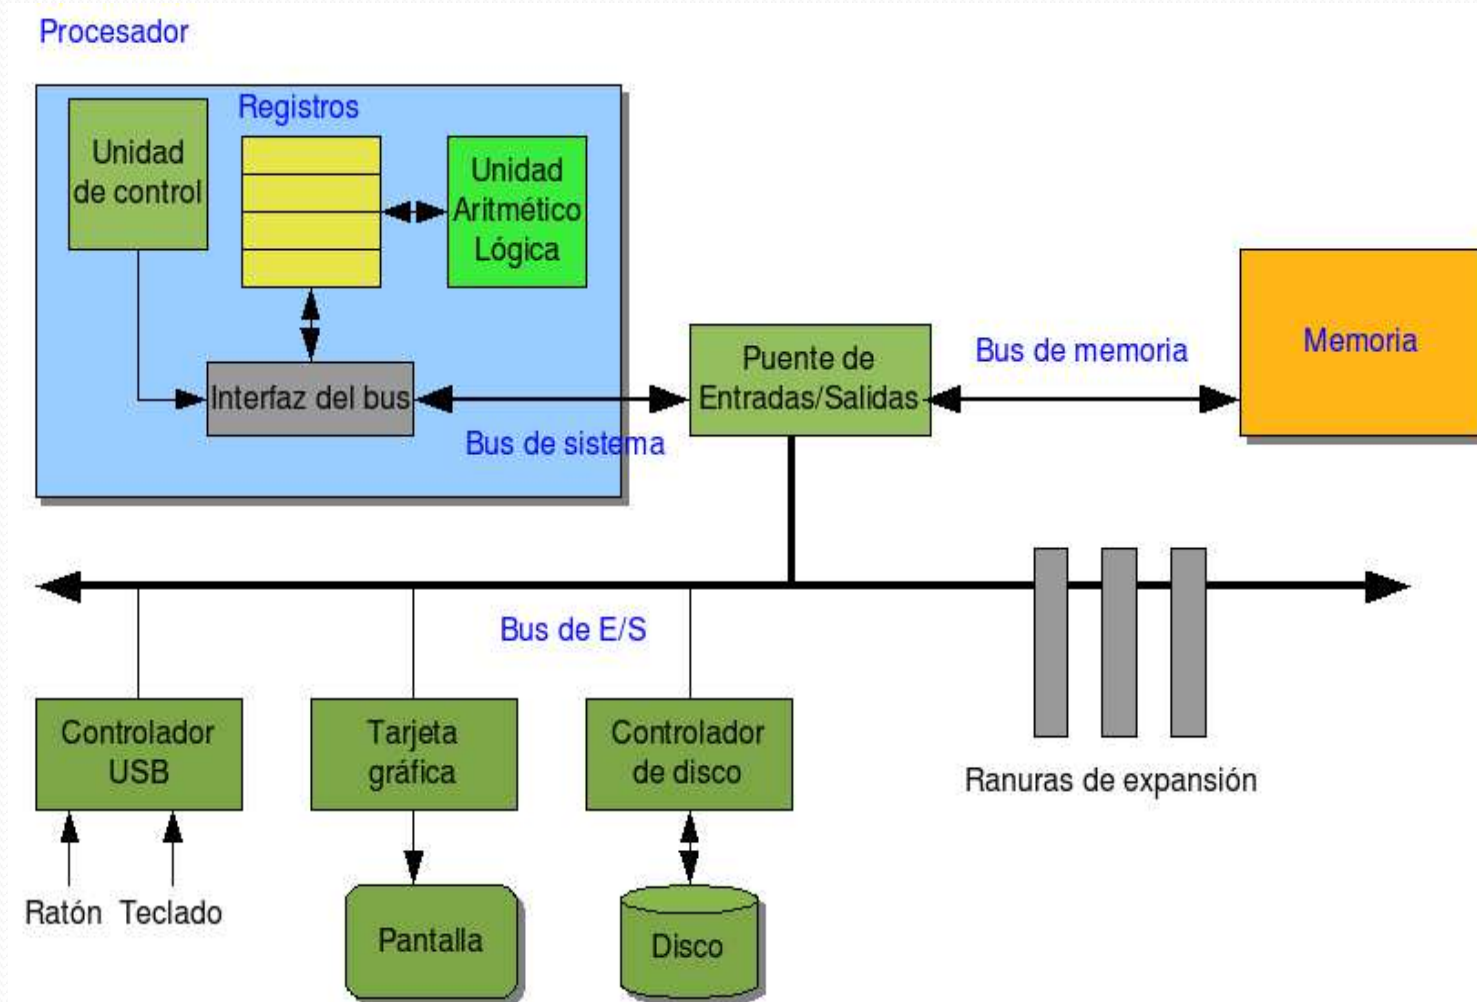 Procesador
Registros
Unidad
de control
Unidad
Aritmético
Lógica
Interfaz del bus
Bus de sistema
Puente de
Entradas/Salidas
Bus de memoria
Memoria
Bus de E/S
Controlador
USB
Tarjeta
gráfica
Controlador
de disco
Ranuras de expansión
Ratón
Teclado
Pantalla
Disco